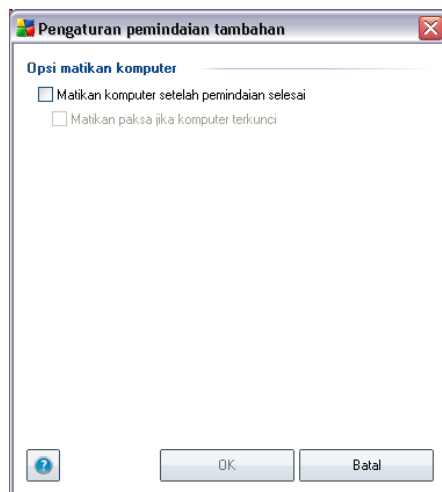 Pengaturan pemindaian tambahan
Opsi matikan komputer
Matikan komputer setelah pemindaian selesai
Matikan paksa jika komputer terkunci
?
OK
Batal